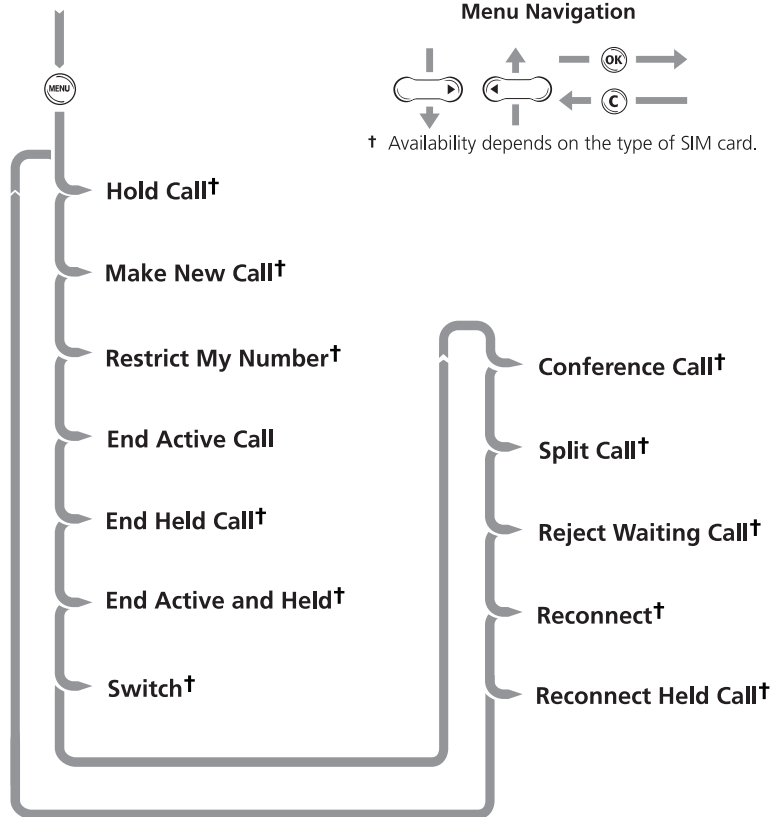 Menu Navigation
OK
MENU
C
† Availability depends on the type of SIM card.
Hold Call†
Make New Call†
Restrict My Number†
End Active Call
End Held Call†
End Active and Held†
Switch†
Conference Call†
Split Call†
Reject Waiting Call†
Reconnect†
Reconnect Held Call†